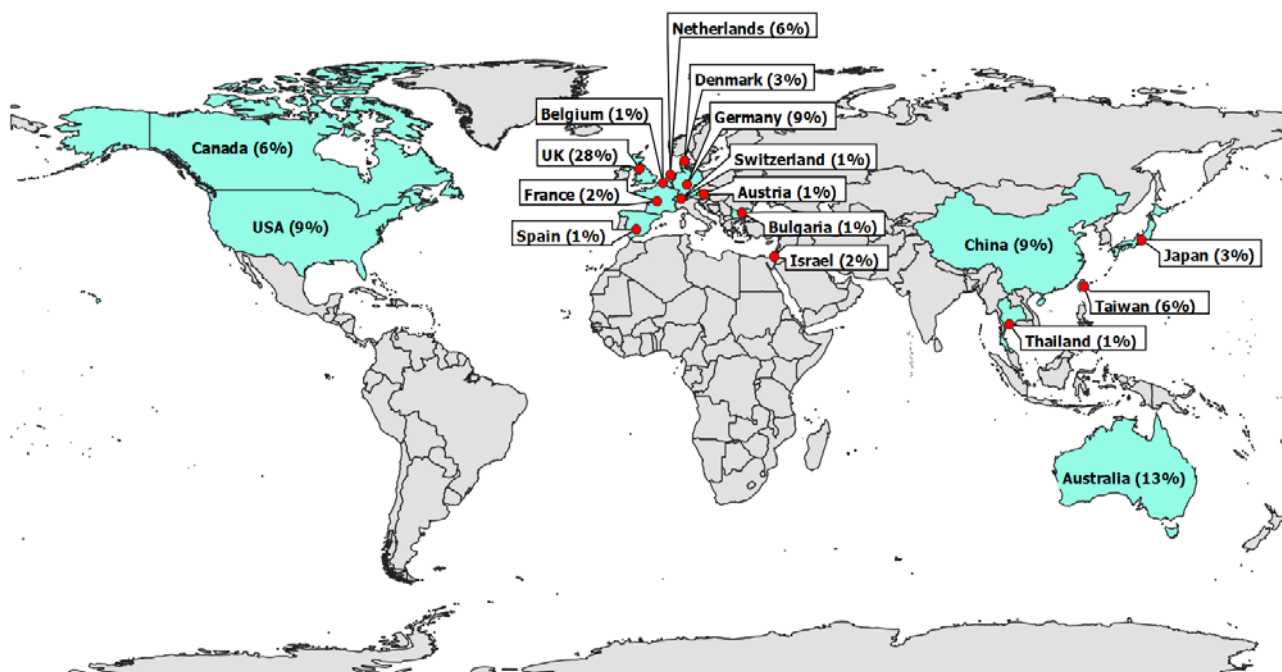 Netherlands (6%)
Denmark (3%)
Belgium (1%)
Germany (9%)
Canada (6%)
UK (28%)
Switzerland (1%)
France (2%)
Austria (1%)
USA (9%)
Spain (1%)
Bulgaria (1%)
China (9%)
Israel (2%)
Japan (3%)
Taiwan (6%)
Thailand (1%)
Australia (13%)